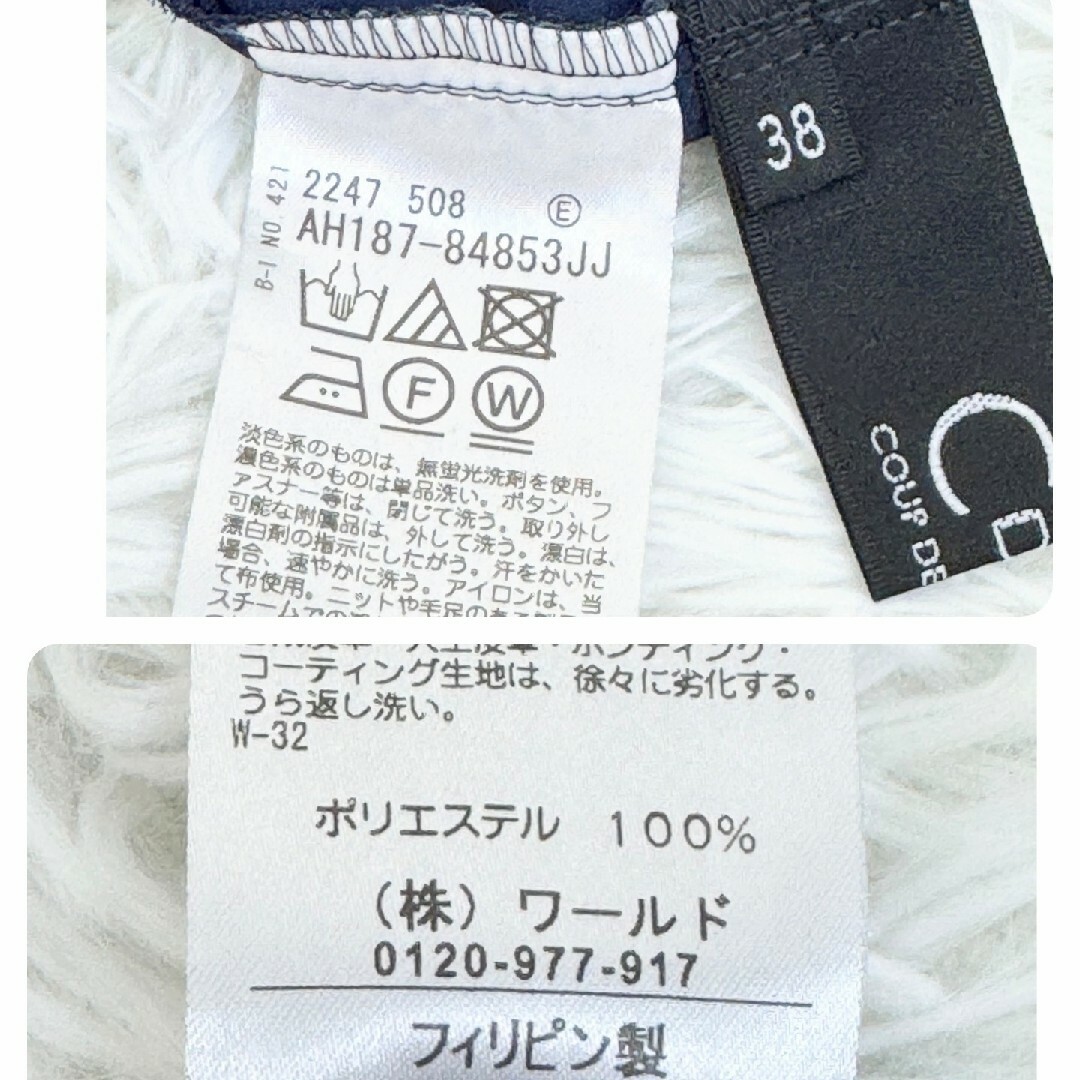 38
2247 508 Ⓔ
AH187-84853JJ
B-I NO. 421
F W
淡色系のものは、無蛍光洗剤を使用。
濃色系のものは単品洗い。ボタン、フ
ァスナー等は、閉じて洗う。取り外し
可能な附属品は、外して洗う。漂白は、
漂白剤の指示にしたがう。汗をかいた
場合、速やかに洗う。アイロンは、当
て布使用。ニットや毛足のある
スチームでの
COUP DE
コーティング生地は、徐々に劣化する。
うら返し洗い。
W-32
ポリエステル 100%
(株) ワールド
0120-977-917
フィリピン製